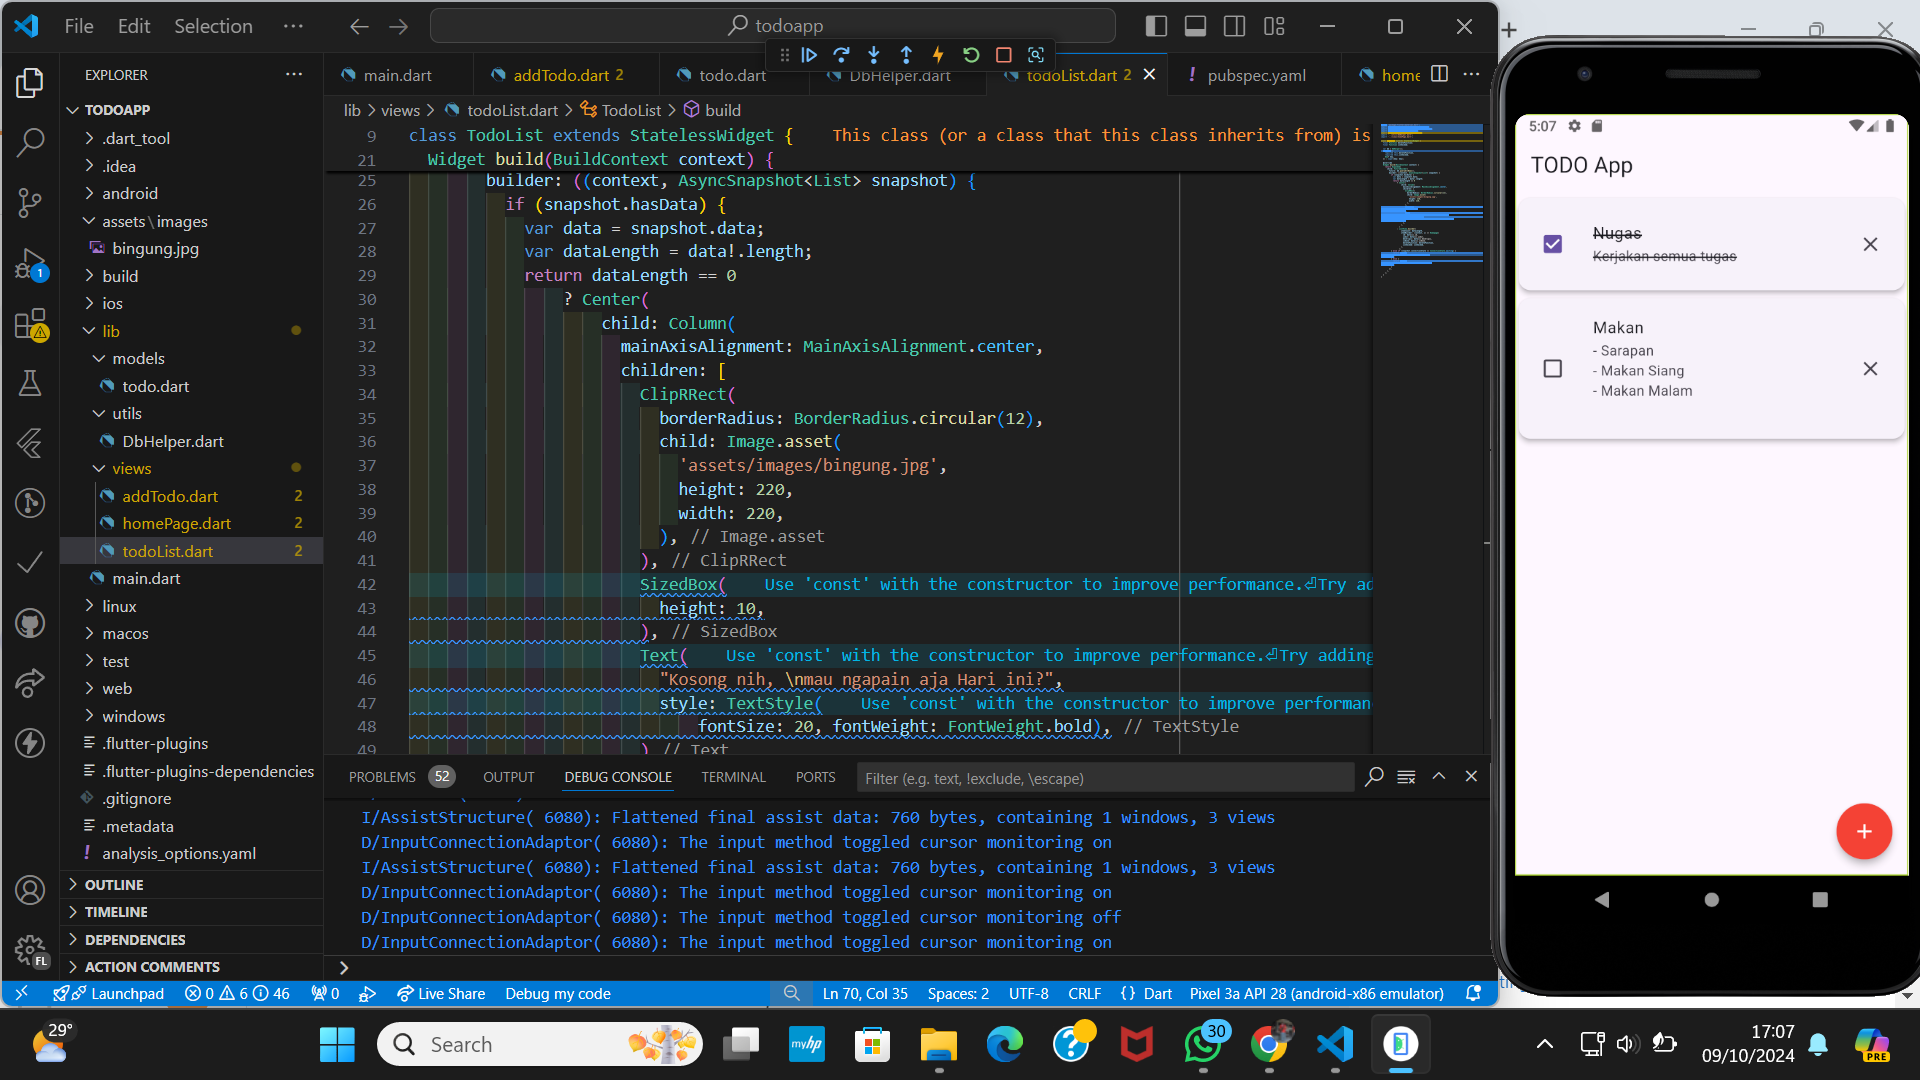 File Edit Selection ··· todoapp
EXPLORER ···
TODOAPP
.dart_tool
.idea
android
assets\images
bingung.jpg
build
ios
lib
models
todo.dart
utils
DbHelper.dart
views
addTodo.dart 2
homePage.dart 2
todoList.dart 2
main.dart
linux
macos
test
web
windows
.flutter-plugins
.flutter-plugins-dependencies
.gitignore
.metadata
! analysis_options.yaml
OUTLINE
TIMELINE
DEPENDENCIES
ACTION COMMENTS
1
FL
main.dart addTodo.dart 2 todo.dart DbHelper.dart todoList.dart 2 ! pubspec.yaml home
lib > views > todoList.dart > TodoList > build
9 class TodoList extends StatelessWidget { This class (or a class that this class inherits from) is
21 Widget build(BuildContext context) {
25 builder: ((context, AsyncSnapshot<List> snapshot) {
26 if (snapshot.hasData) {
27 var data = snapshot.data;
28 var dataLength = data!.length;
29 return dataLength == 0
30 ? Center(
31 child: Column(
32 mainAxisAlignment: MainAxisAlignment.center,
33 children: [
34 ClipRRect(
35 borderRadius: BorderRadius.circular(12),
36 child: Image.asset(
37 'assets/images/bingung.jpg',
38 height: 220,
39 width: 220,
40 ), // Image.asset
41 ), // ClipRRect
42 SizedBox( Use 'const' with the constructor to improve performance.⏎Try ad
43 height: 10,
44 ), // SizedBox
45 Text( Use 'const' with the constructor to improve performance.⏎Try adding
46 "Kosong nih, \nmau ngapain aja Hari ini?",
47 style: TextStyle( Use 'const' with the constructor to improve performan
48 fontSize: 20, fontWeight: FontWeight.bold), // TextStyle
49 ) // Text
PROBLEMS 52 OUTPUT DEBUG CONSOLE TERMINAL PORTS Filter (e.g. text, !exclude, \escape)
I/AssistStructure( 6080): Flattened final assist data: 760 bytes, containing 1 windows, 3 views
D/InputConnectionAdaptor( 6080): The input method toggled cursor monitoring on
I/AssistStructure( 6080): Flattened final assist data: 760 bytes, containing 1 windows, 3 views
D/InputConnectionAdaptor( 6080): The input method toggled cursor monitoring on
D/InputConnectionAdaptor( 6080): The input method toggled cursor monitoring off
D/InputConnectionAdaptor( 6080): The input method toggled cursor monitoring on
>
Launchpad 0 6 46 0 Live Share Debug my code Ln 70, Col 35 Spaces: 2 UTF-8 CRLF {} Dart Pixel 3a API 28 (android-x86 emulator)
5:07
TODO App
Nugas
Kerjakan semua tugas
Makan
- Sarapan
- Makan Siang
- Makan Malam
+
29°
Search
myhp
30
17:07
09/10/2024
PRE